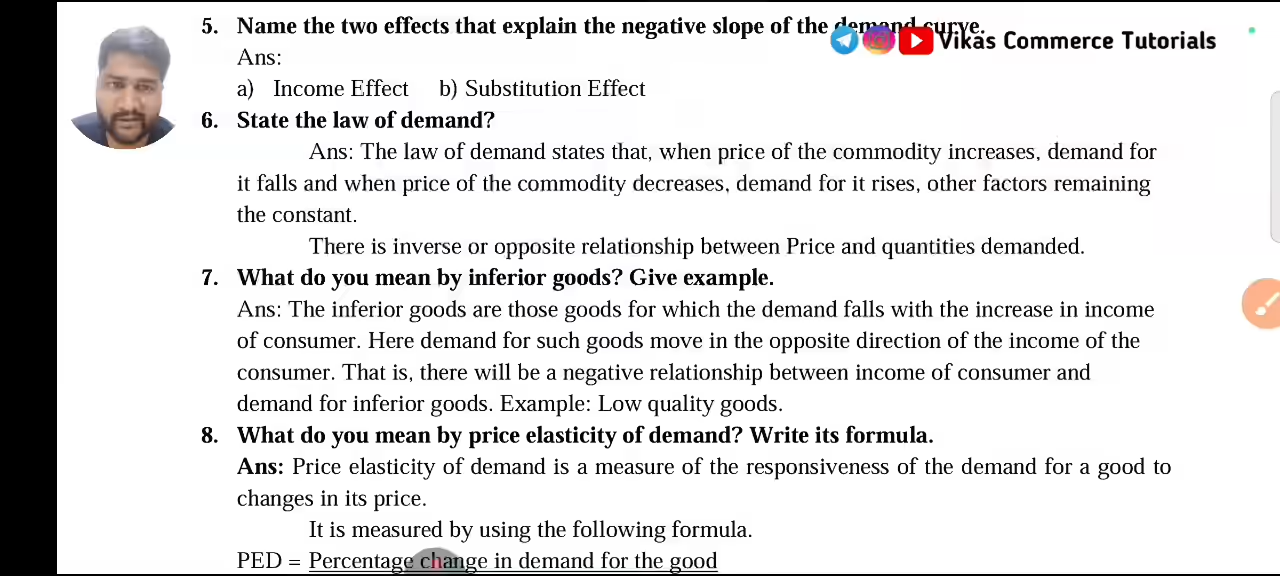 5. Name the two effects that explain the negative slope of the demand curve.
Vikas Commerce Tutorials
Ans:
a) Income Effect b) Substitution Effect
6. State the law of demand?
Ans: The law of demand states that, when price of the commodity increases, demand for
it falls and when price of the commodity decreases, demand for it rises, other factors remaining
the constant.
There is inverse or opposite relationship between Price and quantities demanded.
7. What do you mean by inferior goods? Give example.
Ans: The inferior goods are those goods for which the demand falls with the increase in income
of consumer. Here demand for such goods move in the opposite direction of the income of the
consumer. That is, there will be a negative relationship between income of consumer and
demand for inferior goods. Example: Low quality goods.
8. What do you mean by price elasticity of demand? Write its formula.
Ans: Price elasticity of demand is a measure of the responsiveness of the demand for a good to
changes in its price.
It is measured by using the following formula.
PED = Percentage change in demand for the good